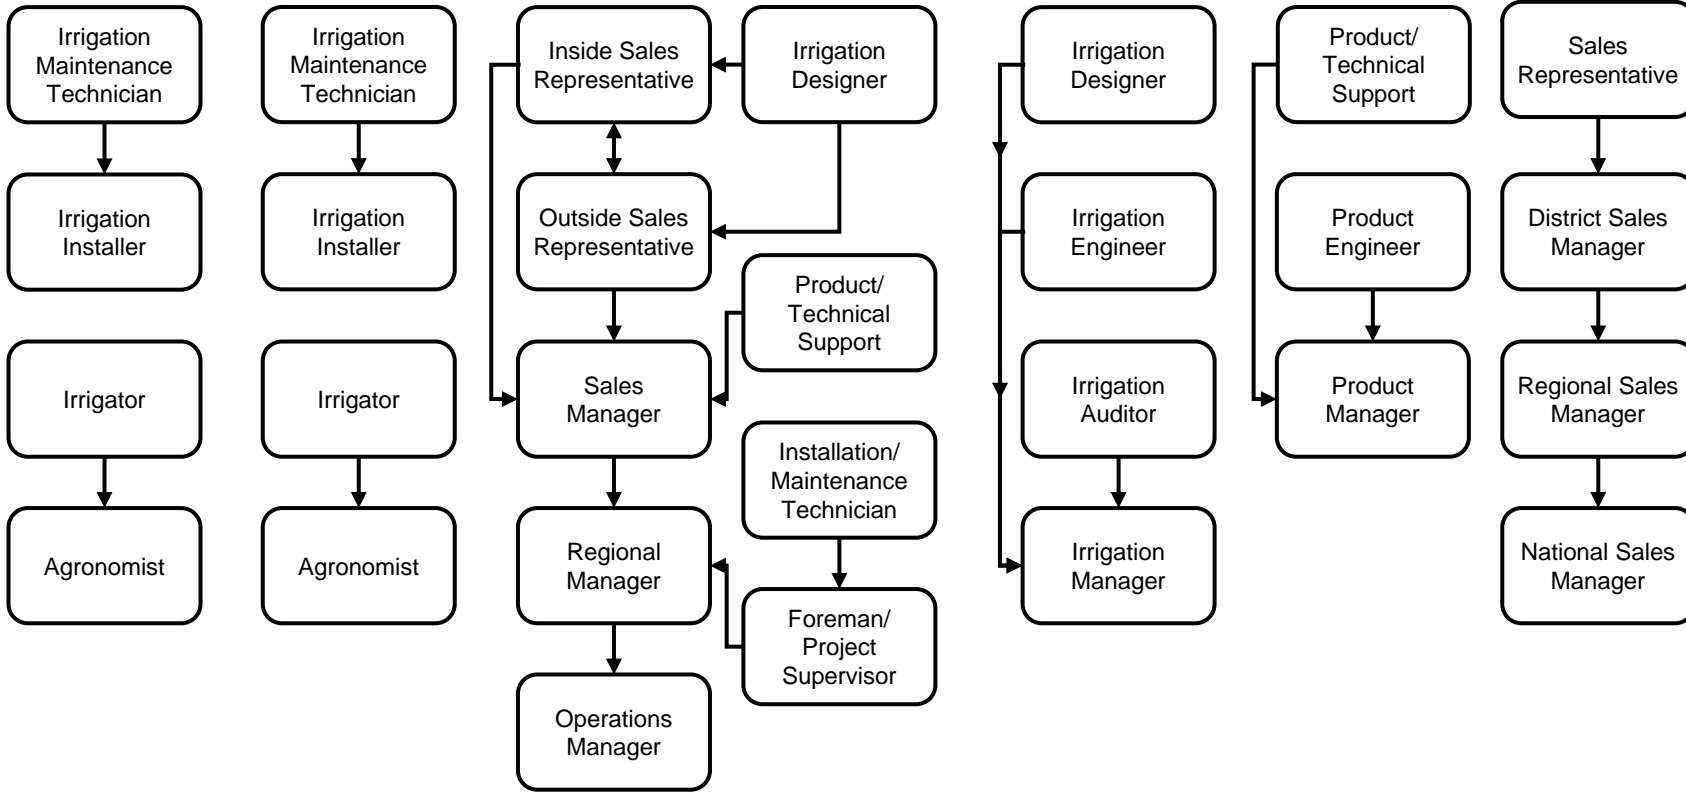 Irrigation
Maintenance
Technician
Irrigation
Installer
Irrigator
Agronomist
Irrigation
Maintenance
Technician
Irrigation
Installer
Irrigator
Agronomist
Inside Sales
Representative
Outside Sales
Representative
Sales
Manager
Regional
Manager
Operations
Manager
Irrigation
Designer
Product/
Technical
Support
Installation/
Maintenance
Technician
Foreman/
Project
Supervisor
Irrigation
Designer
Irrigation
Engineer
Irrigation
Auditor
Irrigation
Manager
Product/
Technical
Support
Product
Engineer
Product
Manager
Sales
Representative
District Sales
Manager
Regional Sales
Manager
National Sales
Manager